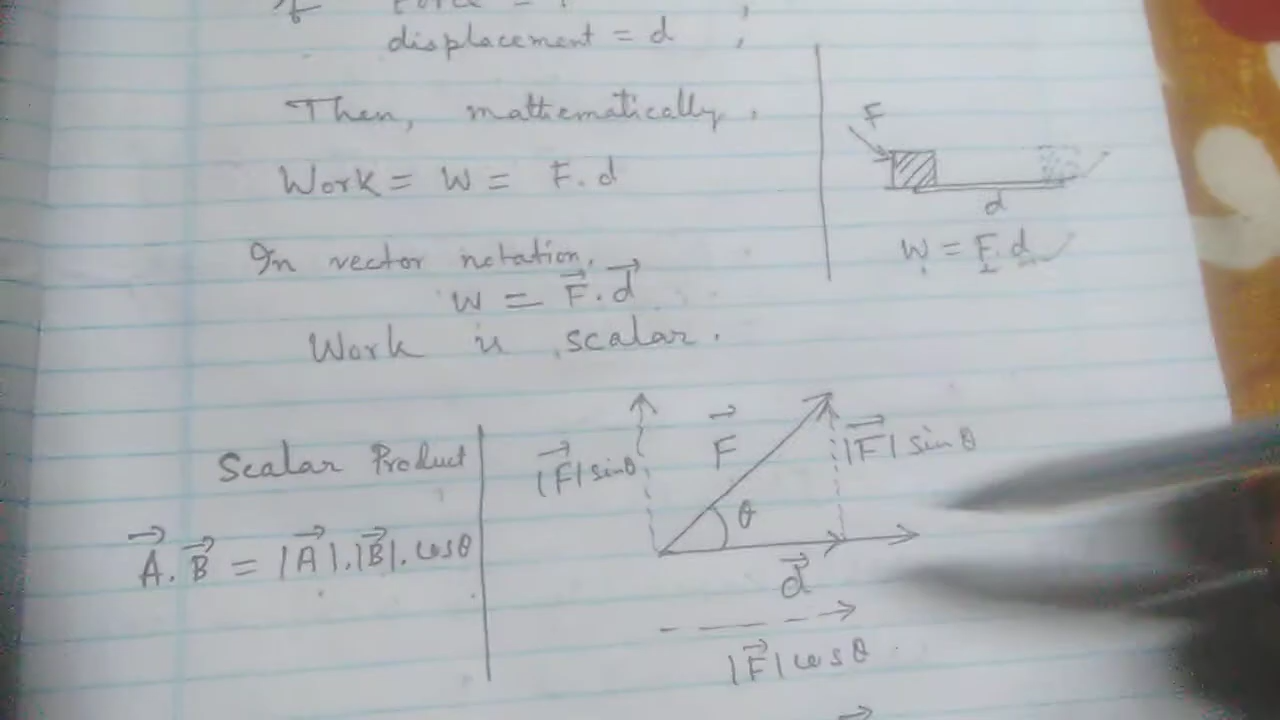 displacement = d ;
Then, mathematically,
Work = W = F.d
In vector notation,
W = F⃗.d⃗
Work is scalar.
F
d
W = F.d
Scalar Product
A⃗.B⃗ = |A⃗|.|B⃗|.cosθ
|F⃗|sinθ
F⃗
|F⃗|sinθ
θ
d⃗
|F⃗|cosθ